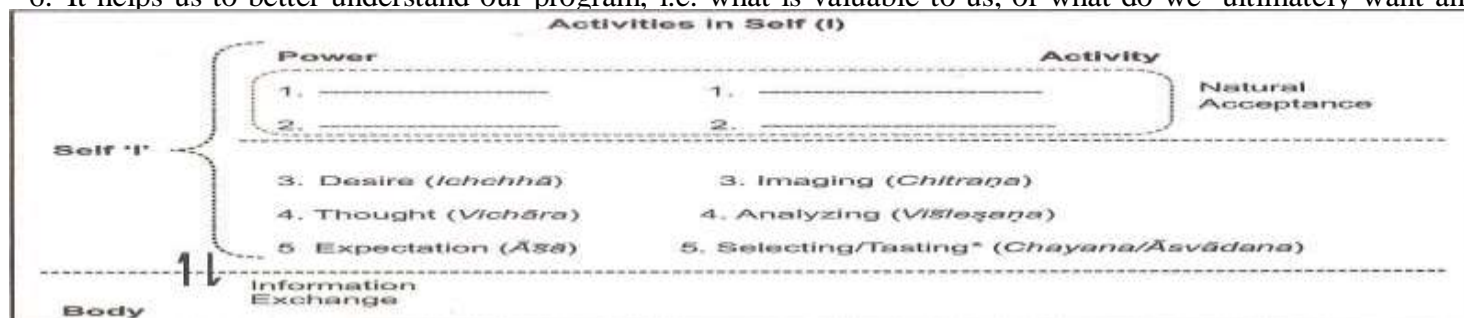 6. It helps us to better understand our program, i.e. what is valuable to us, or what do we ultimately want an
Activities in Self (I)
Power Activity
1. 1. Natural
Acceptance
2. 2.
Self 'I'
3. Desire (Ichchhā) 3. Imaging (Chitraṇa)
4. Thought (Vichāra) 4. Analyzing (Viśleṣaṇa)
5 Expectation (Āśā) 5. Selecting/Tasting* (Chayana/Āsvādana)
Information
Exchange
Body